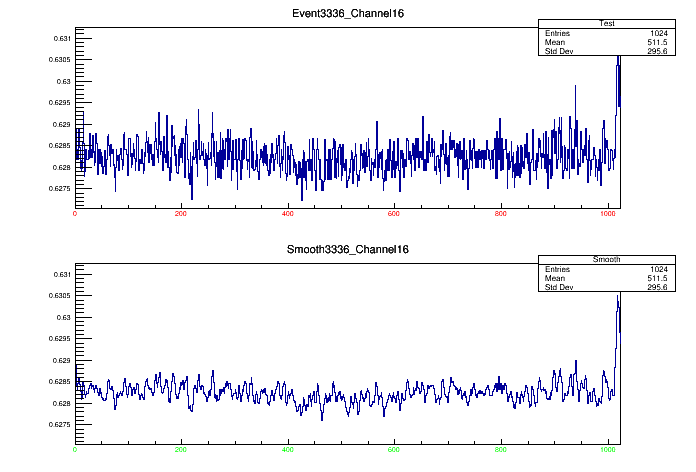 Event3336_Channel16
Test
Entries 1024
Mean 511.5
Std Dev 295.6
0.631
0.6305
0.63
0.6295
0.629
0.6285
0.628
0.6275
0 200 400 600 800 1000
Smooth3336_Channel16
Smooth
Entries 1024
Mean 511.5
Std Dev 295.6
0.631
0.6305
0.63
0.6295
0.629
0.6285
0.628
0.6275
0 200 400 600 800 1000